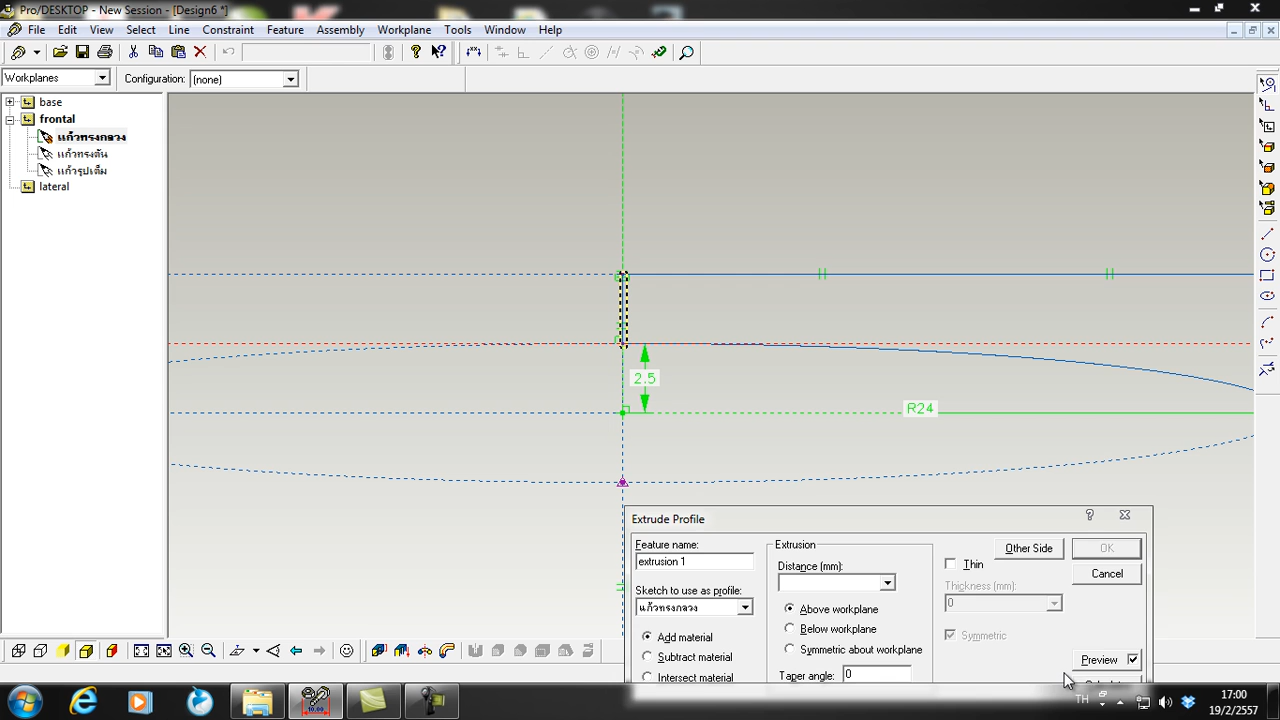 Pro/DESKTOP - New Session - [Design6 *]
File Edit View Select Line Constraint Feature Assembly Workplane Tools Window Help
Workplanes Configuration: (none)
base
frontal
แก้วทรงกลวง
แก้วทรงตัน
แก้วรูปเต็ม
lateral
2.5
R24
Extrude Profile
Feature name:
extrusion 1
Sketch to use as profile:
แก้วทรงกลวง
Add material
Subtract material
Intersect material
Extrusion
Distance (mm):
Above workplane
Below workplane
Symmetric about workplane
Taper angle: 0
Other Side
Thin
Thickness (mm):
0
Symmetric
OK
Cancel
Preview
TH
17:00
19/2/2557